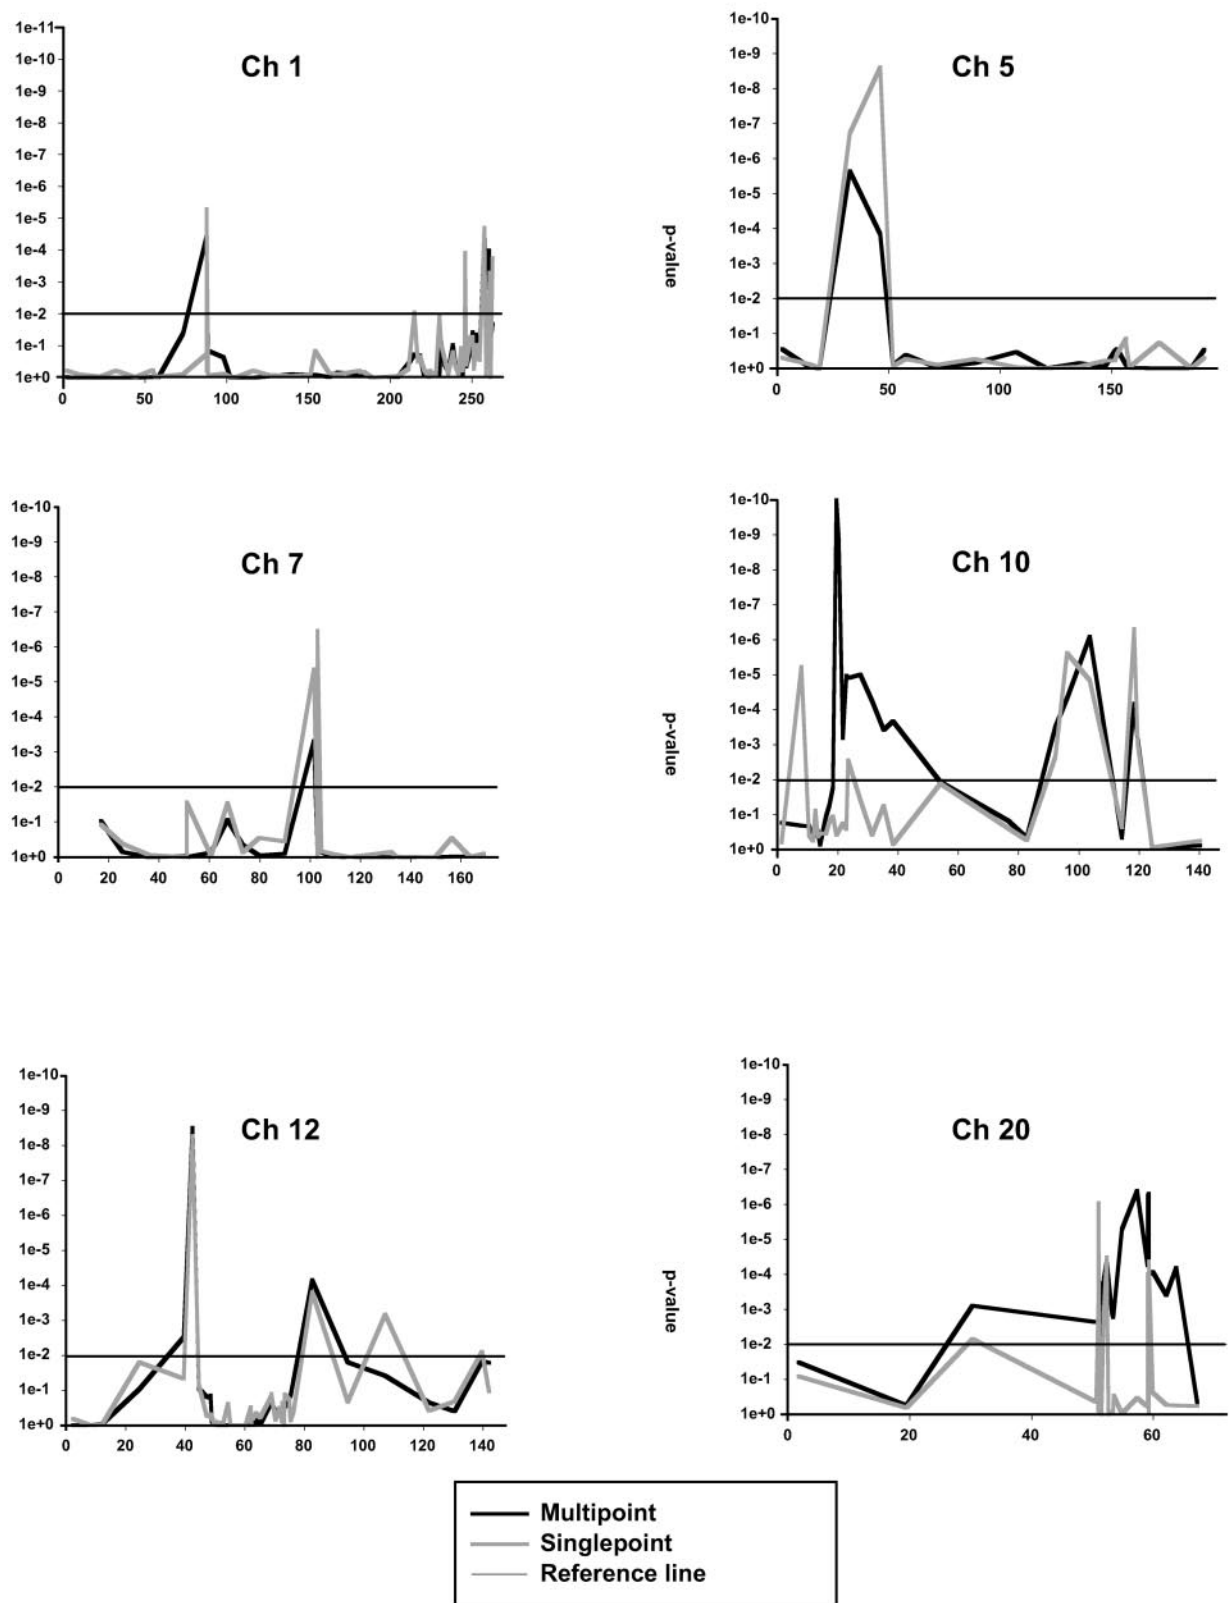 1e-11
1e-10
1e-9
1e-8
1e-7
1e-6
1e-5
1e-4
1e-3
1e-2
1e-1
1e+0
Ch 1
0 50 100 150 200 250
p-value
1e-10
1e-9
1e-8
1e-7
1e-6
1e-5
1e-4
1e-3
1e-2
1e-1
1e+0
Ch 5
0 50 100 150
1e-10
1e-9
1e-8
1e-7
1e-6
1e-5
1e-4
1e-3
1e-2
1e-1
1e+0
Ch 7
0 20 40 60 80 100 120 140 160
p-value
1e-10
1e-9
1e-8
1e-7
1e-6
1e-5
1e-4
1e-3
1e-2
1e-1
1e+0
Ch 10
0 20 40 60 80 100 120 140
1e-10
1e-9
1e-8
1e-7
1e-6
1e-5
1e-4
1e-3
1e-2
1e-1
1e+0
Ch 12
0 20 40 60 80 100 120 140
p-value
1e-10
1e-9
1e-8
1e-7
1e-6
1e-5
1e-4
1e-3
1e-2
1e-1
1e+0
Ch 20
0 20 40 60
Multipoint
Singlepoint
Reference line